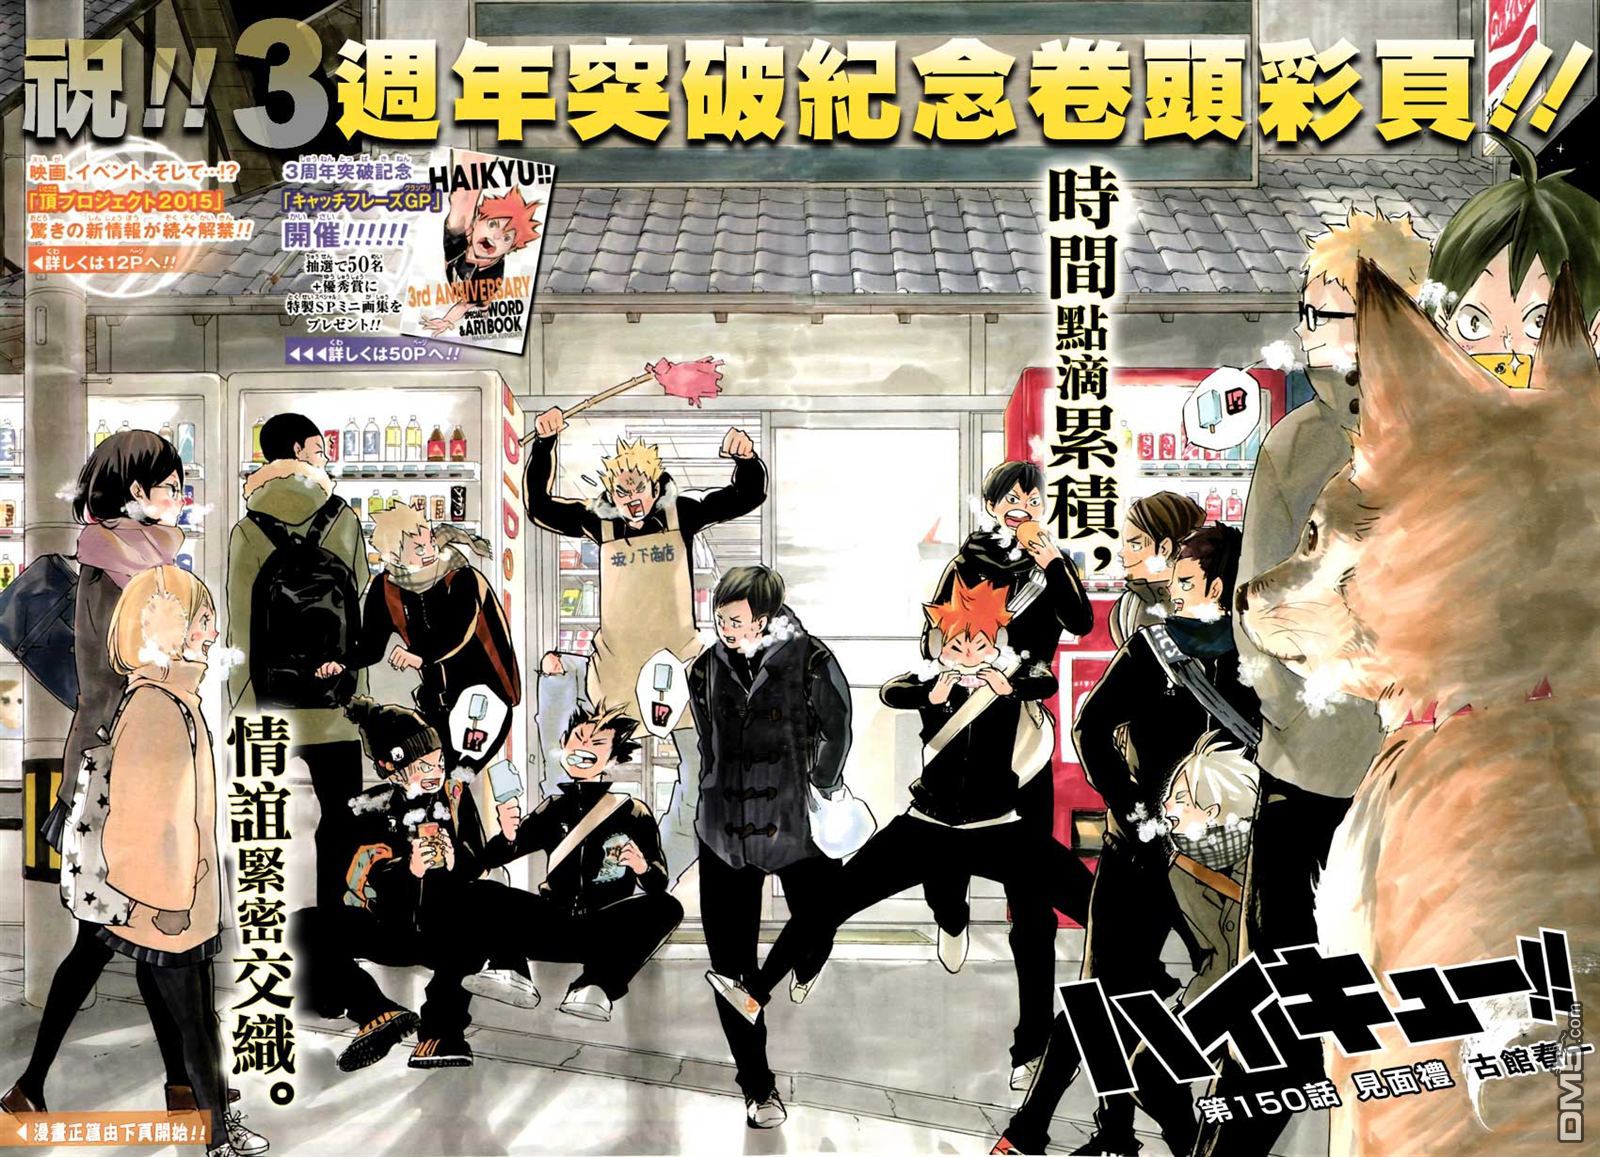 祝!!3週年突破紀念卷頭彩頁!!
映画、イベント、そして…!?
「頂プロジェクト2015」
驚きの新情報が続々解禁!!
◀詳しくは12Pへ!!
3周年突破記念
「キャッチフレーズGP」
開催!!!!!!
抽選で50名
+優秀賞に
特製SPミニ画集を
プレゼント!!
◀◀◀詳しくは50Pへ!!
HAIKYU!!
3rd ANNIVERSARY
SPECIAL WORD
&ART BOOK
時間點滴累積，
坂ノ下商店
!?
!?
!?
情誼緊密交織。
ハイキュー!!
第150話 見面禮 古館春一
◀漫畫正篇由下頁開始!!
DM5.com